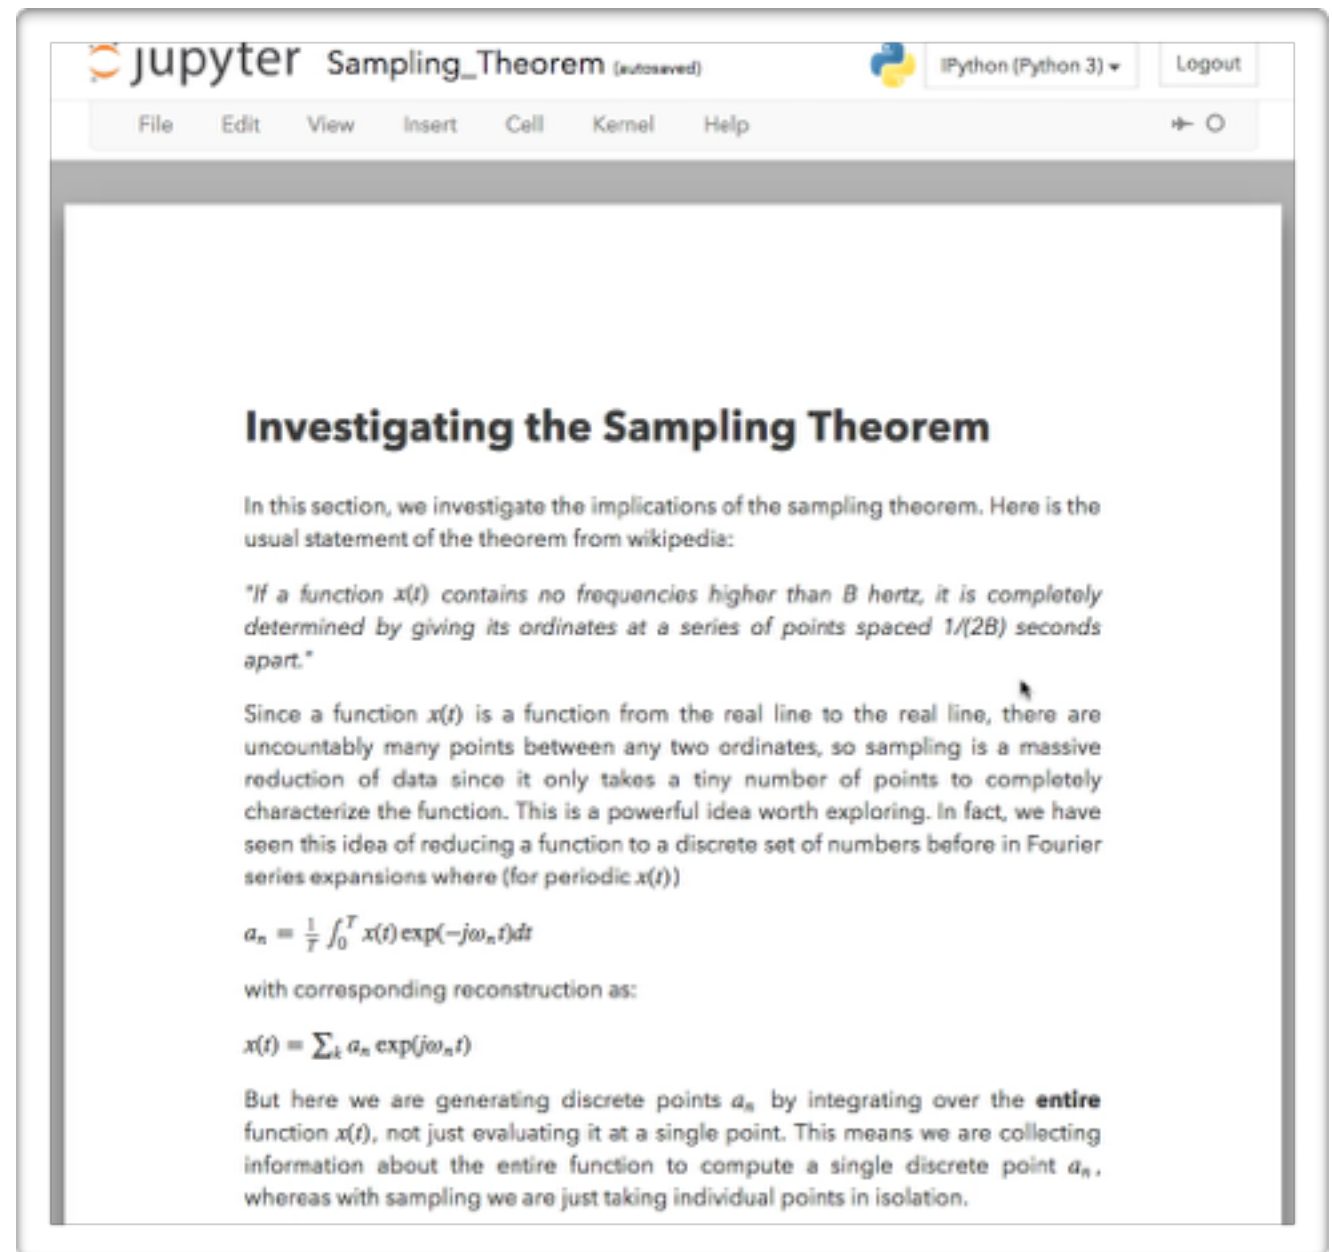 jupyter Sampling_Theorem (autosaved) IPython (Python 3) Logout
File Edit View Insert Cell Kernel Help
Investigating the Sampling Theorem
In this section, we investigate the implications of the sampling theorem. Here is the
usual statement of the theorem from wikipedia:
"If a function x(t) contains no frequencies higher than B hertz, it is completely
determined by giving its ordinates at a series of points spaced 1/(2B) seconds
apart."
Since a function x(t) is a function from the real line to the real line, there are
uncountably many points between any two ordinates, so sampling is a massive
reduction of data since it only takes a tiny number of points to completely
characterize the function. This is a powerful idea worth exploring. In fact, we have
seen this idea of reducing a function to a discrete set of numbers before in Fourier
series expansions where (for periodic x(t))
aₙ = 1/T ∫₀ᵀ x(t) exp(−jωₙt)dt
with corresponding reconstruction as:
x(t) = ∑ₖ aₙ exp(jωₙt)
But here we are generating discrete points aₙ by integrating over the entire
function x(t), not just evaluating it at a single point. This means we are collecting
information about the entire function to compute a single discrete point aₙ,
whereas with sampling we are just taking individual points in isolation.